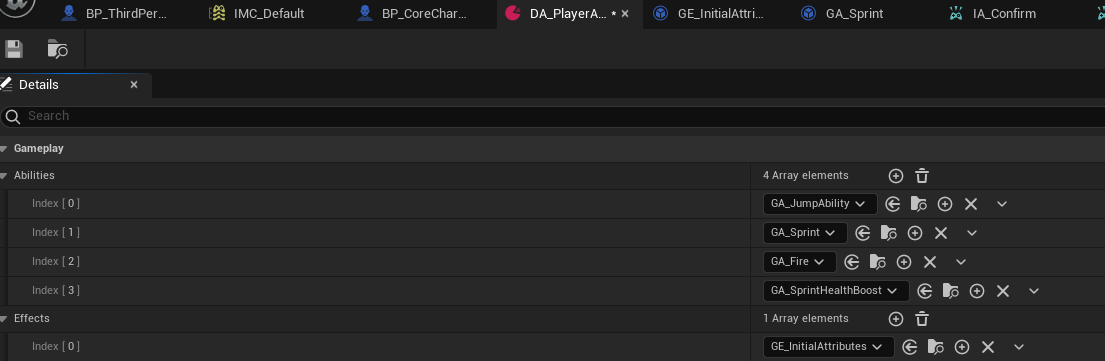 BP_ThirdPer... IMC_Default BP_CoreChar... DA_PlayerA... * GE_InitialAttri... GA_Sprint IA_Confirm
Details
Search
Gameplay
Abilities 4 Array elements
Index [ 0 ] GA_JumpAbility
Index [ 1 ] GA_Sprint
Index [ 2 ] GA_Fire
Index [ 3 ] GA_SprintHealthBoost
Effects 1 Array elements
Index [ 0 ] GE_InitialAttributes